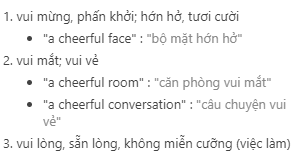 1. vui mừng, phấn khởi; hớn hở, tươi cười
• "a cheerful face" : "bộ mặt hớn hở"
2. vui mắt; vui vẻ
• "a cheerful room" : "căn phòng vui mắt"
• "a cheerful conversation" : "câu chuyện vui
vẻ"
3. vui lòng, sẵn lòng, không miễn cưỡng (việc làm)